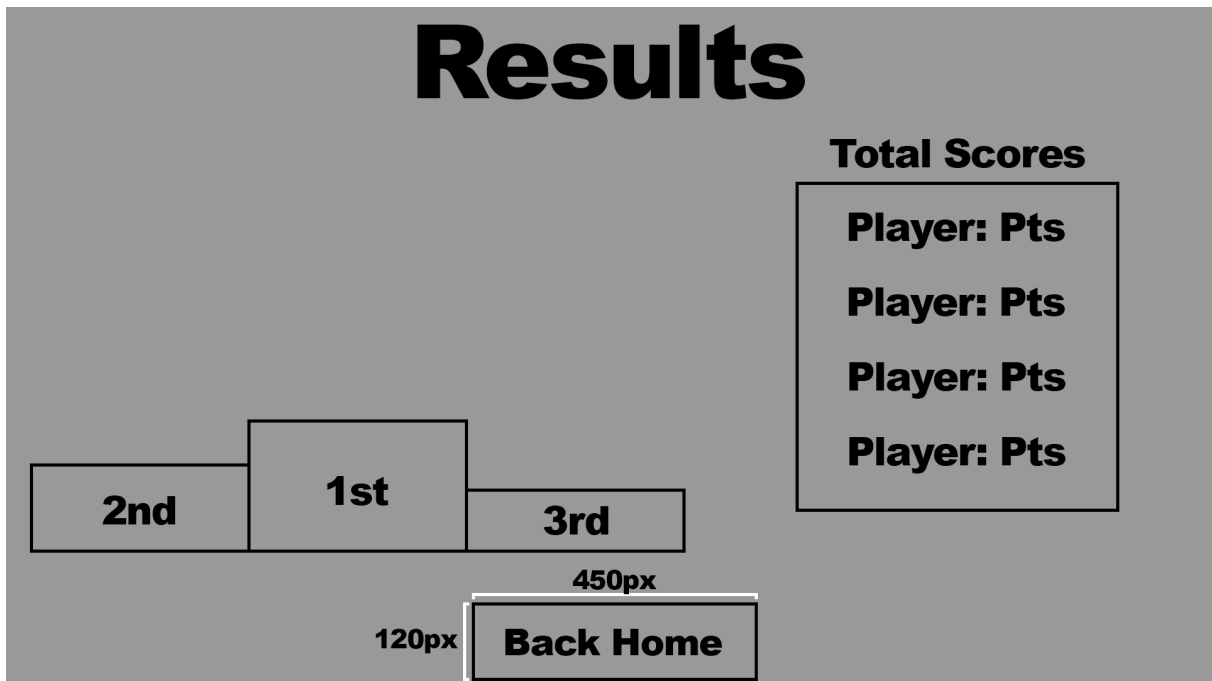 Results
Total Scores
Player: Pts
Player: Pts
Player: Pts
Player: Pts
1st
2nd
3rd
450px
120px
Back Home